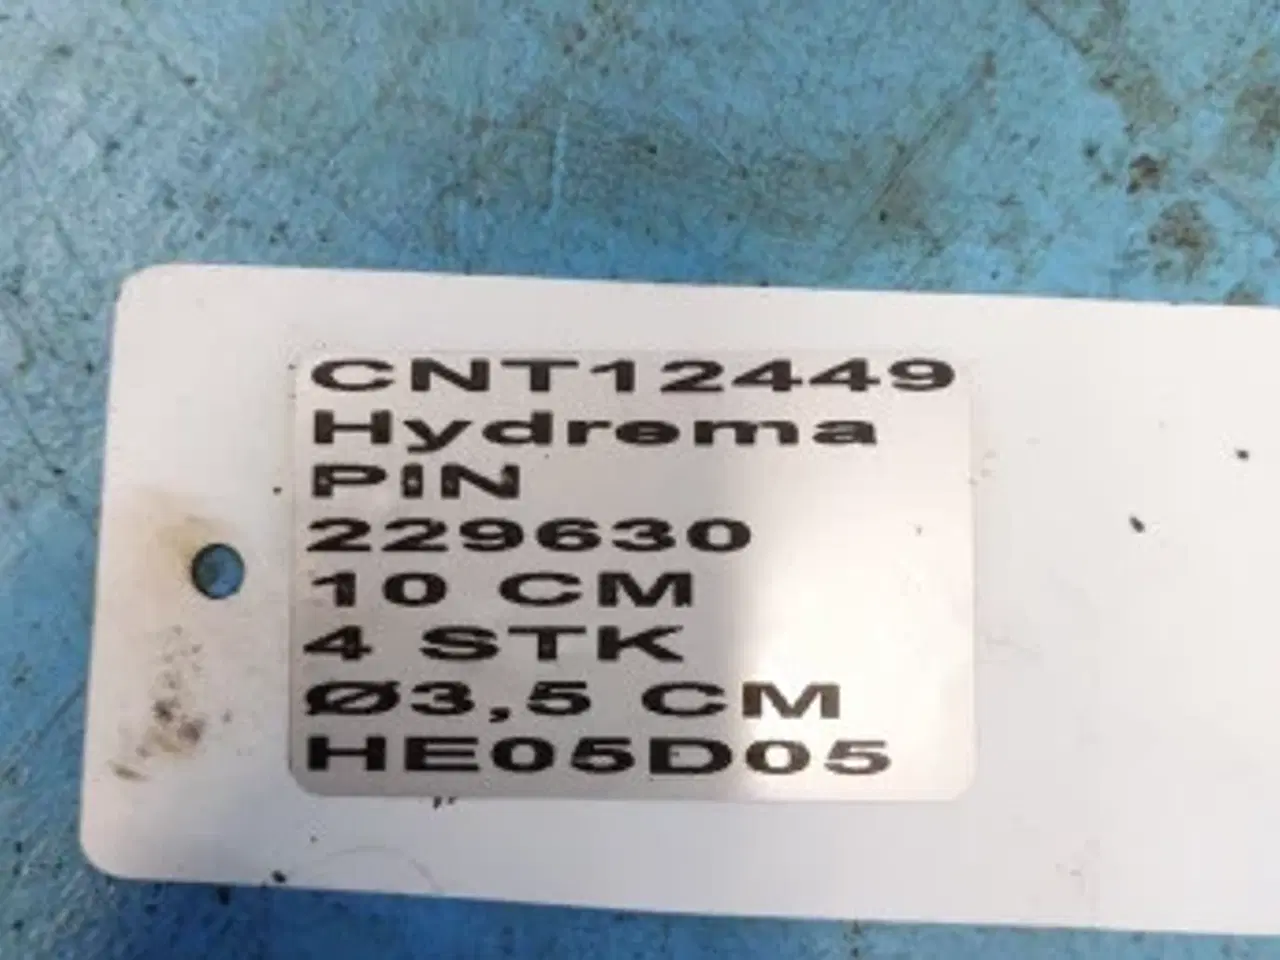 CNT12449
Hydrema
PIN
229630
10 CM
4 STK
Ø3,5 CM
HE05D05